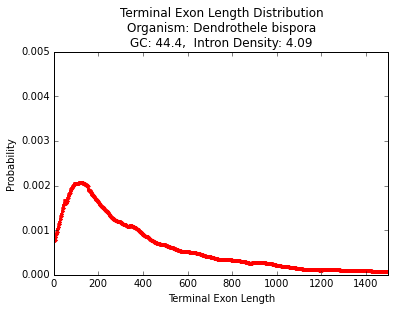 Terminal Exon Length Distribution
Organism: Dendrothele bispora
GC: 44.4,  Intron Density: 4.09
0.005
0.004
0.003
0.002
0.001
0.000
Probability
0 200 400 600 800 1000 1200 1400
Terminal Exon Length